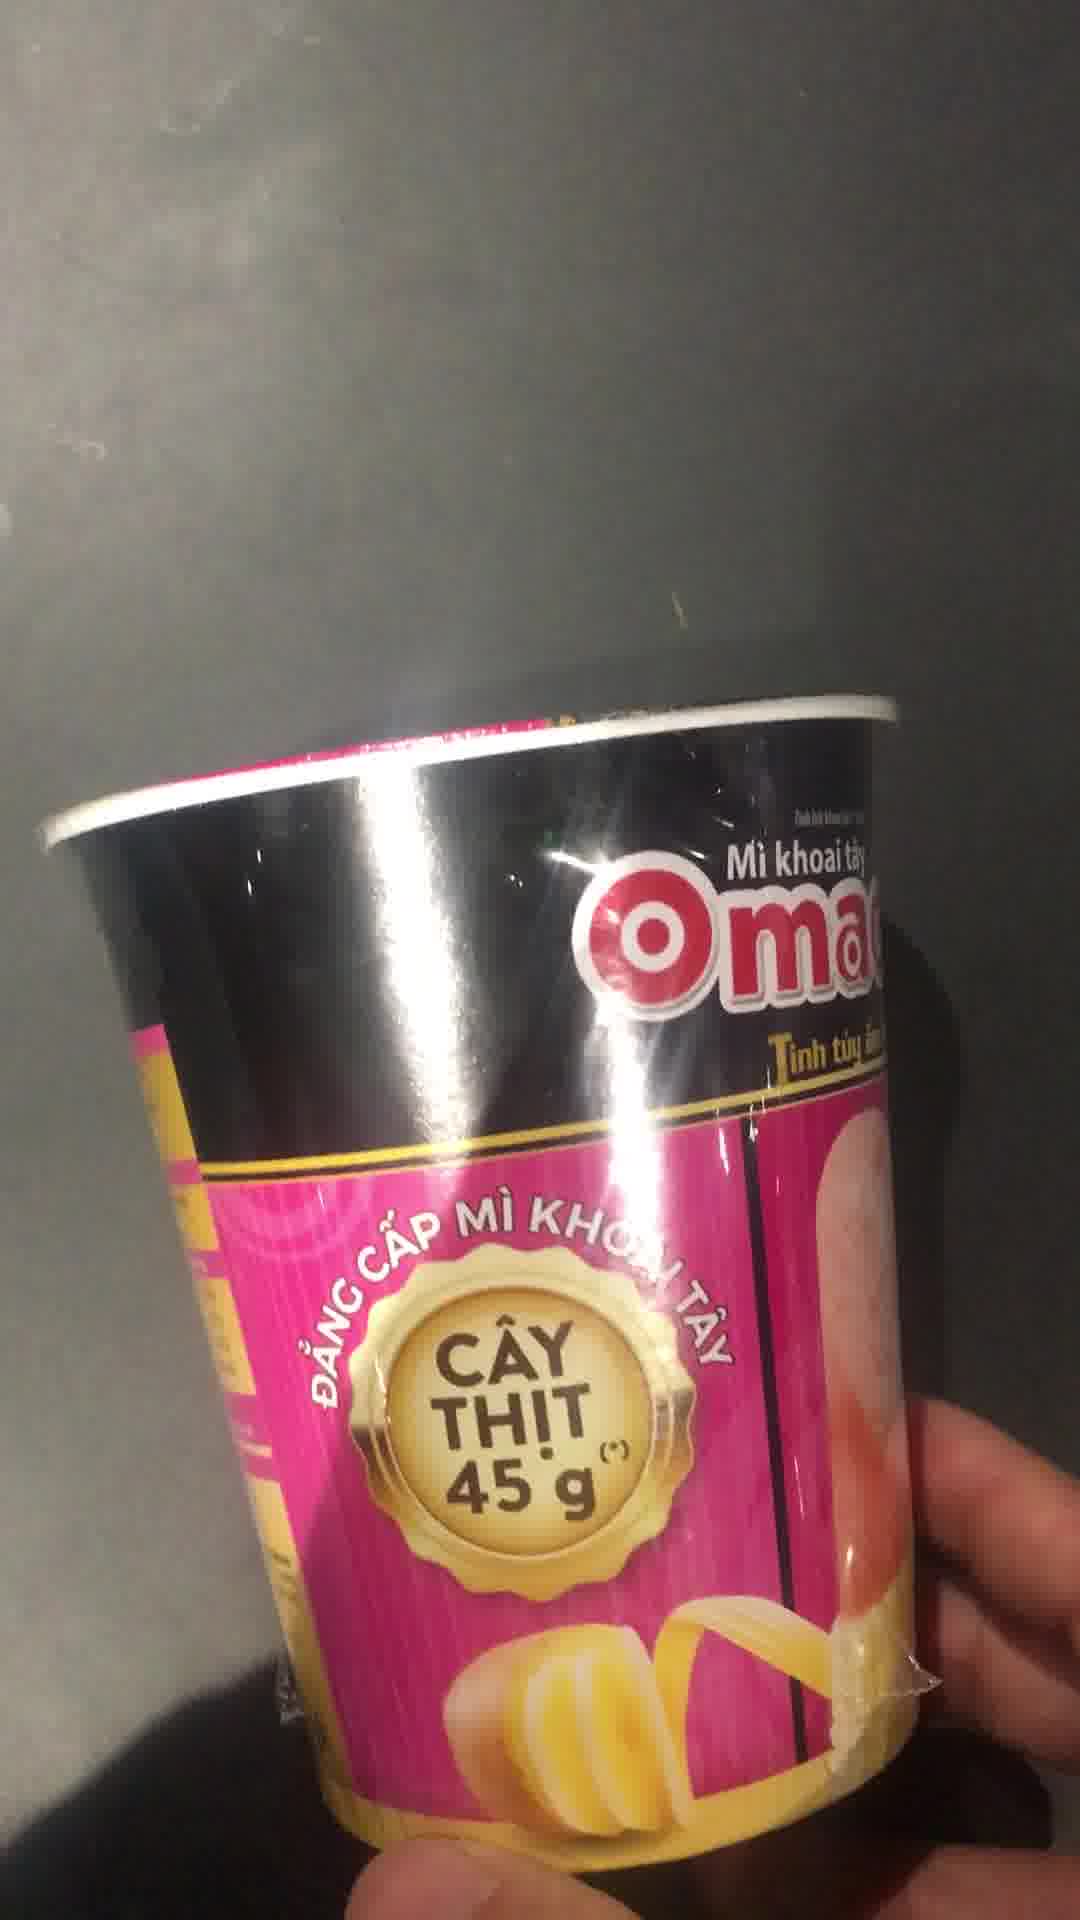 Mì khoai tây
Oma
Tinh túy
ĐẲNG CẤP MÌ KHOAI TÂY
CÂY
THỊT
45 g(*)